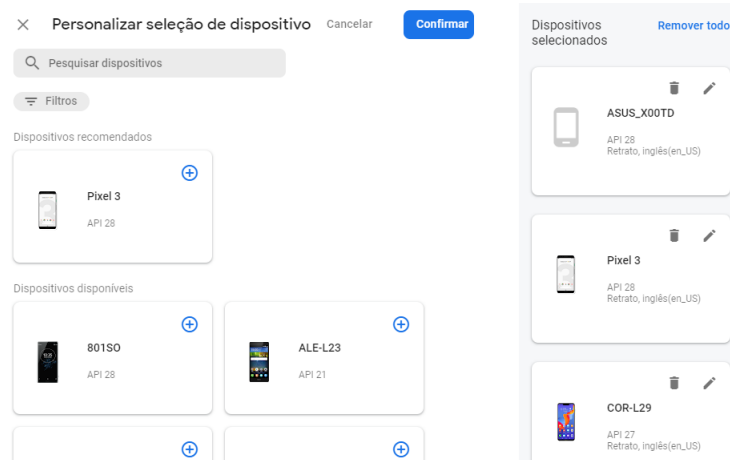 Personalizar seleção de dispositivo
Cancelar
Confirmar
Pesquisar dispositivos
Filtros
Dispositivos recomendados
Pixel 3
API 28
Dispositivos disponíveis
801SO
API 28
ALE-L23
API 21
Dispositivos
selecionados
Remover todo
ASUS_X00TD
API 28
Retrato, inglês(en_US)
Pixel 3
API 28
Retrato, inglês(en_US)
COR-L29
API 27
Retrato, inglês(en_US)